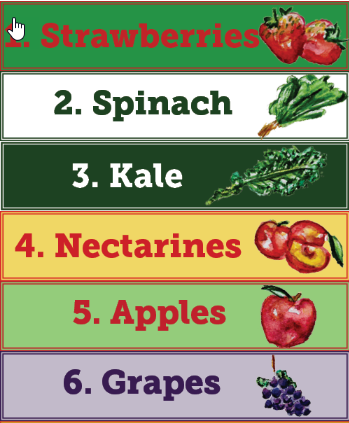 1. Strawberries
2. Spinach
3. Kale
4. Nectarines
5. Apples
6. Grapes